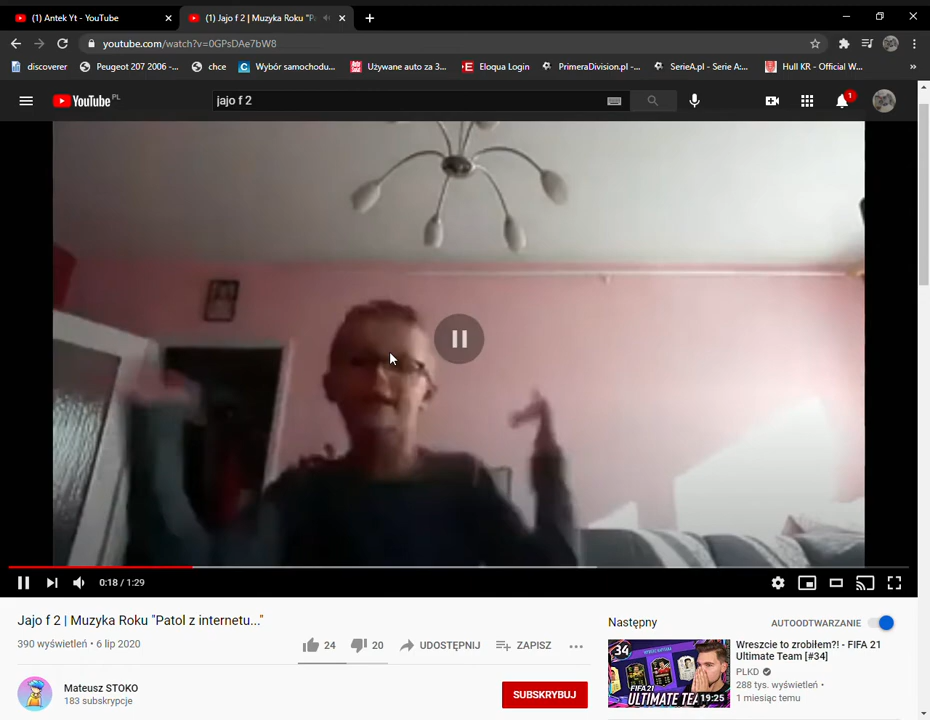 (1) Antek Yt - YouTube
(1) Jajo f 2 | Muzyka Roku "P
youtube.com/watch?v=0GPsDAe7bW8
discoverer
Peugeot 207 2006 -...
chce
Wybór samochodu...
Używane auto za 3...
Eloqua Login
PrimeraDivision.pl -...
SerieA.pl - Serie A:...
Hull KR - Official W...
»
YouTube PL
jajo f 2
1
0:18 / 1:29
Jajo f 2 | Muzyka Roku "Patol z internetu..."
390 wyświetleń • 6 lip 2020
24
20
UDOSTĘPNIJ
ZAPISZ
Mateusz STOKO
183 subskrypcje
SUBSKRYBUJ
Następny
AUTOODTWARZANIE
34
FIFA 21
ULTIMATE TE
19:25
Wreszcie to zrobiłem?! - FIFA 21
Ultimate Team [#34]
PLKD
288 tys. wyświetleń •
1 miesiąc temu